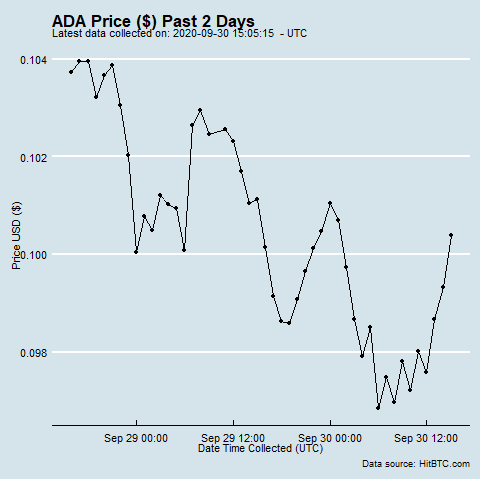 ADA Price ($) Past 2 Days
Latest data collected on: 2020-09-30 15:05:15  - UTC
0.104
0.102
0.100
0.098
Price USD ($)
Sep 29 00:00
Sep 29 12:00
Sep 30 00:00
Sep 30 12:00
Date Time Collected (UTC)
Data source: HitBTC.com